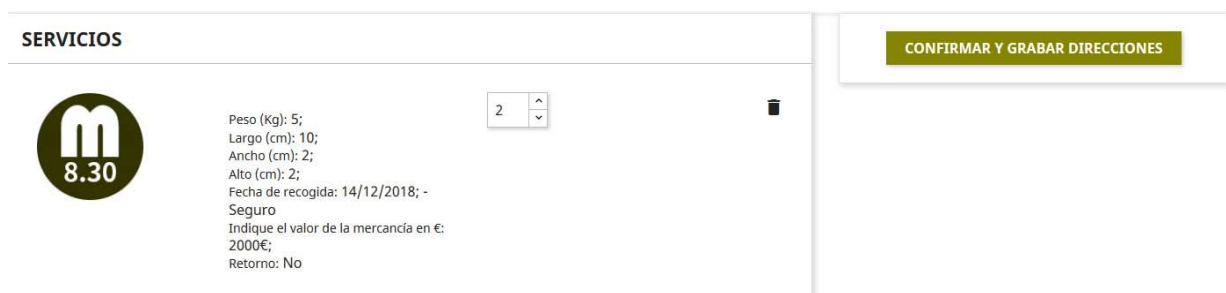 SERVICIOS
CONFIRMAR Y GRABAR DIRECCIONES
m
8.30
Peso (Kg): 5;
Largo (cm): 10;
Ancho (cm): 2;
Alto (cm): 2;
Fecha de recogida: 14/12/2018; -
Seguro
Indique el valor de la mercancía en €:
2000€;
Retorno: No
2